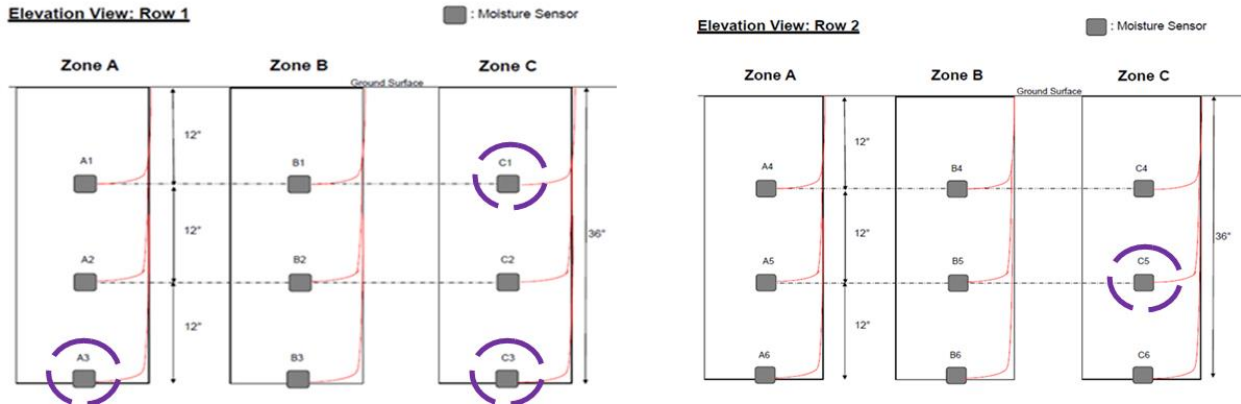 Elevation View: Row 1
: Moisture Sensor
Zone A
Zone B
Zone C
Ground Surface
12"
A1
B1
C1
12"
36"
A2
B2
C2
12"
A3
B3
C3
Elevation View: Row 2
: Moisture Sensor
Zone A
Zone B
Zone C
Ground Surface
12"
A4
B4
C4
12"
36"
A5
B5
C5
12"
A6
B6
C6